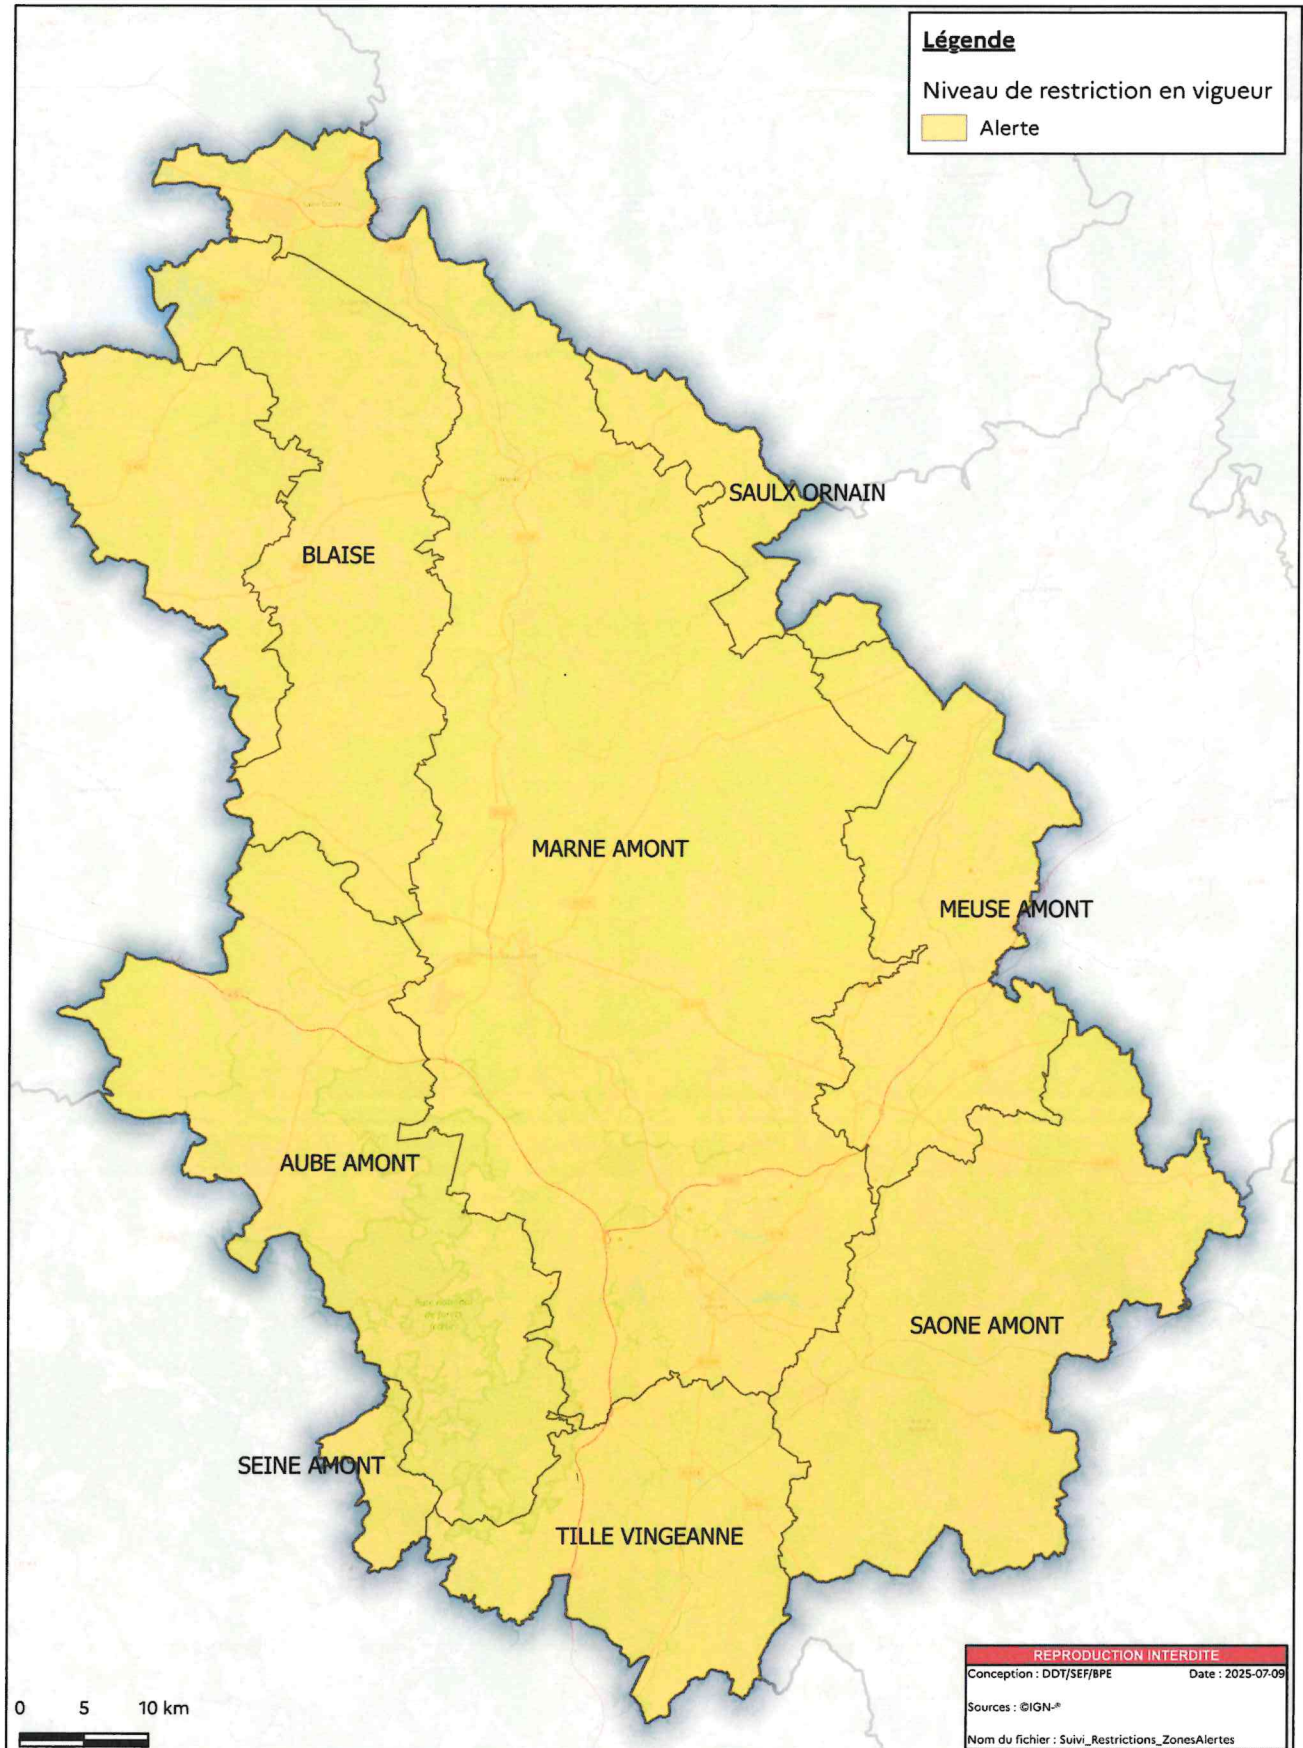 Légende
Niveau de restriction en vigueur
Alerte
SAULX ORNAIN
BLAISE
MARNE AMONT
MEUSE AMONT
AUBE AMONT
SAONE AMONT
SEINE AMONT
TILLE VINGEANNE
0 5 10 km
REPRODUCTION INTERDITE
Conception : DDT/SEF/BPE Date : 2025-07-09
Sources : ©IGN-®
Nom du fichier : Suivi_Restrictions_ZonesAlertes